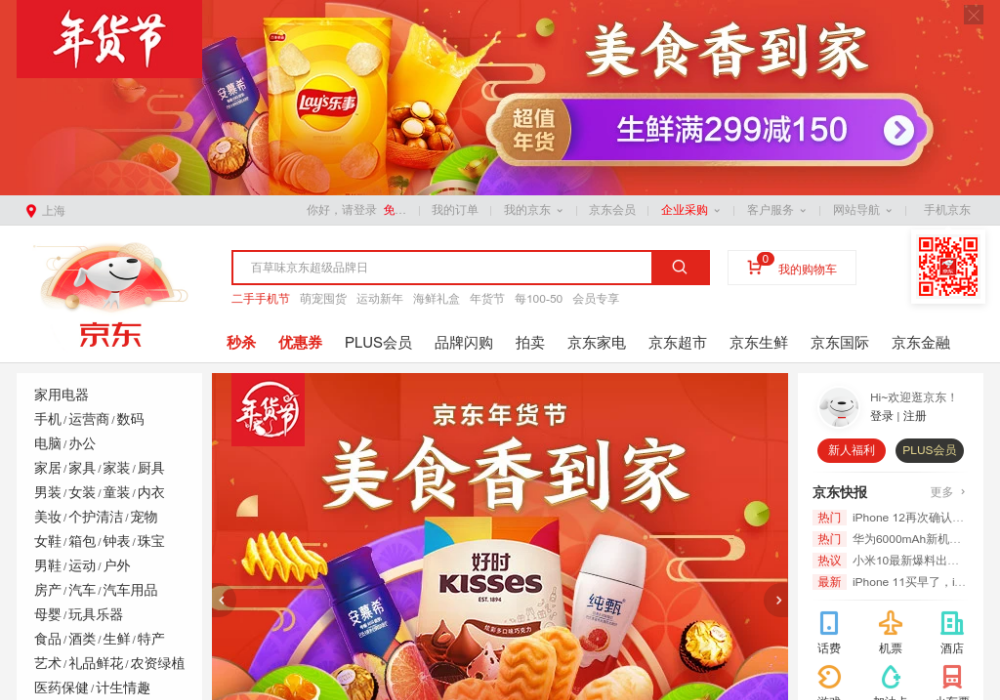 年货节
安慕希
Lay's乐事
美食香到家
超值
年货
生鲜满299减150
上海
你好，请登录 免...
我的订单
我的京东
京东会员
企业采购
客户服务
网站导航
手机京东
百草味京东超级品牌日
0
我的购物车
二手手机节 萌宠囤货 运动新年 海鲜礼盒 年货节 每100-50 会员专享
京东
秒杀 优惠券 PLUS会员 品牌闪购 拍卖 京东家电 京东超市 京东生鲜 京东国际 京东金融
家用电器
手机/运营商/数码
电脑/办公
家居/家具/家装/厨具
男装/女装/童装/内衣
美妆/个护清洁/宠物
女鞋/箱包/钟表/珠宝
男鞋/运动/户外
房产/汽车/汽车用品
母婴/玩具乐器
食品/酒类/生鲜/特产
艺术/礼品鲜花/农资绿植
医药保健/计生情趣
年货节
京东年货节
美食香到家
安慕希
好时
KISSES
EST. 1894
纯甄
Hi~欢迎逛京东！
登录 | 注册
新人福利
PLUS会员
京东快报
更多
热门 iPhone 12再次确认...
热门 华为6000mAh新机...
热议 小米10最新爆料出...
最新 iPhone 11买早了，i...
话费
机票
酒店